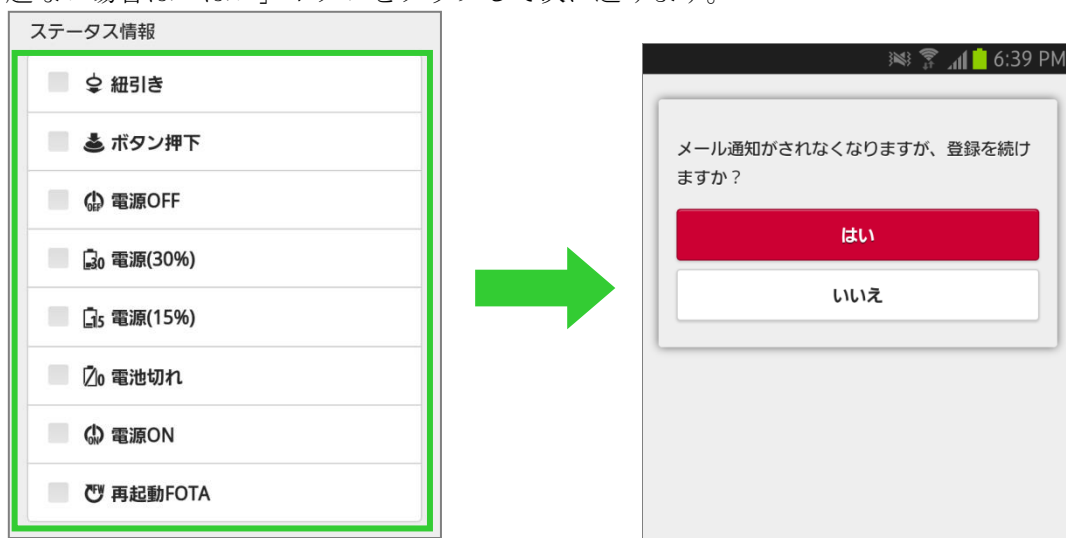 ステータス情報
紐引き
ボタン押下
電源OFF
電源(30%)
電源(15%)
電池切れ
電源ON
再起動FOTA
6:39 PM
メール通知がされなくなりますが、登録を続け
ますか？
はい
いいえ